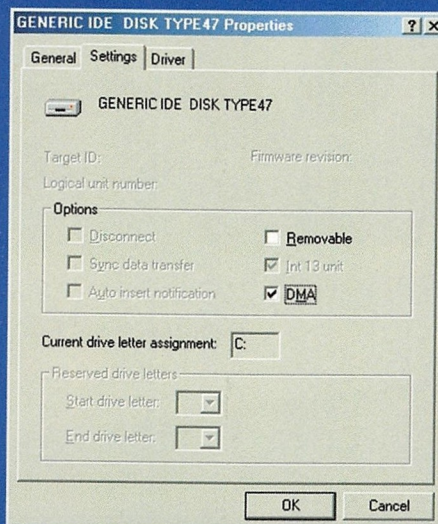 GENERIC IDE DISK TYPE47 Properties
General Settings Driver
GENERIC IDE DISK TYPE47
Target ID: Firmware revision:
Logical unit number:
Options
Disconnect Removable
Sync data transfer Int 13 unit
Auto insert notification DMA
Current drive letter assignment: C:
Reserved drive letters
Start drive letter:
End drive letter:
OK Cancel